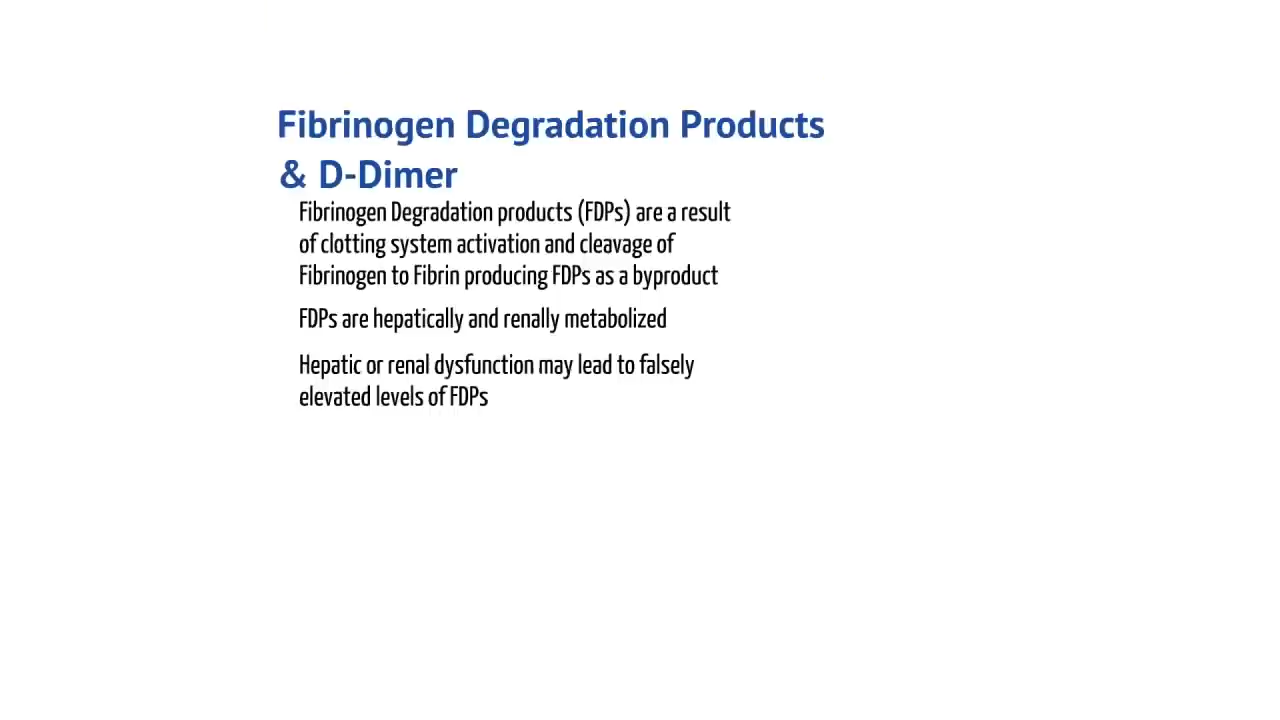 Fibrinogen Degradation Products
& D-Dimer
Fibrinogen Degradation products (FDPs) are a result
of clotting system activation and cleavage of
Fibrinogen to Fibrin producing FDPs as a byproduct
FDPs are hepatically and renally metabolized
Hepatic or renal dysfunction may lead to falsely
elevated levels of FDPs